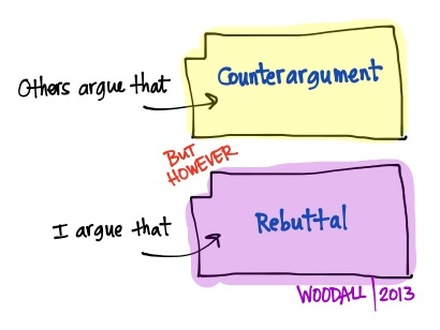 Others argue that
Counterargument
BUT
HOWEVER
I argue that
Rebuttal
WOODALL | 2013